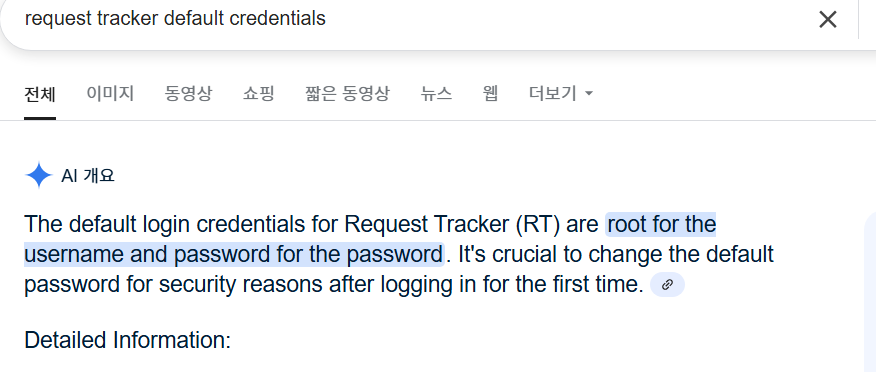 request tracker default credentials
전체 이미지 동영상 쇼핑 짧은 동영상 뉴스 웹 더보기
AI 개요
The default login credentials for Request Tracker (RT) are root for the
username and password for the password. It's crucial to change the default
password for security reasons after logging in for the first time.
Detailed Information: